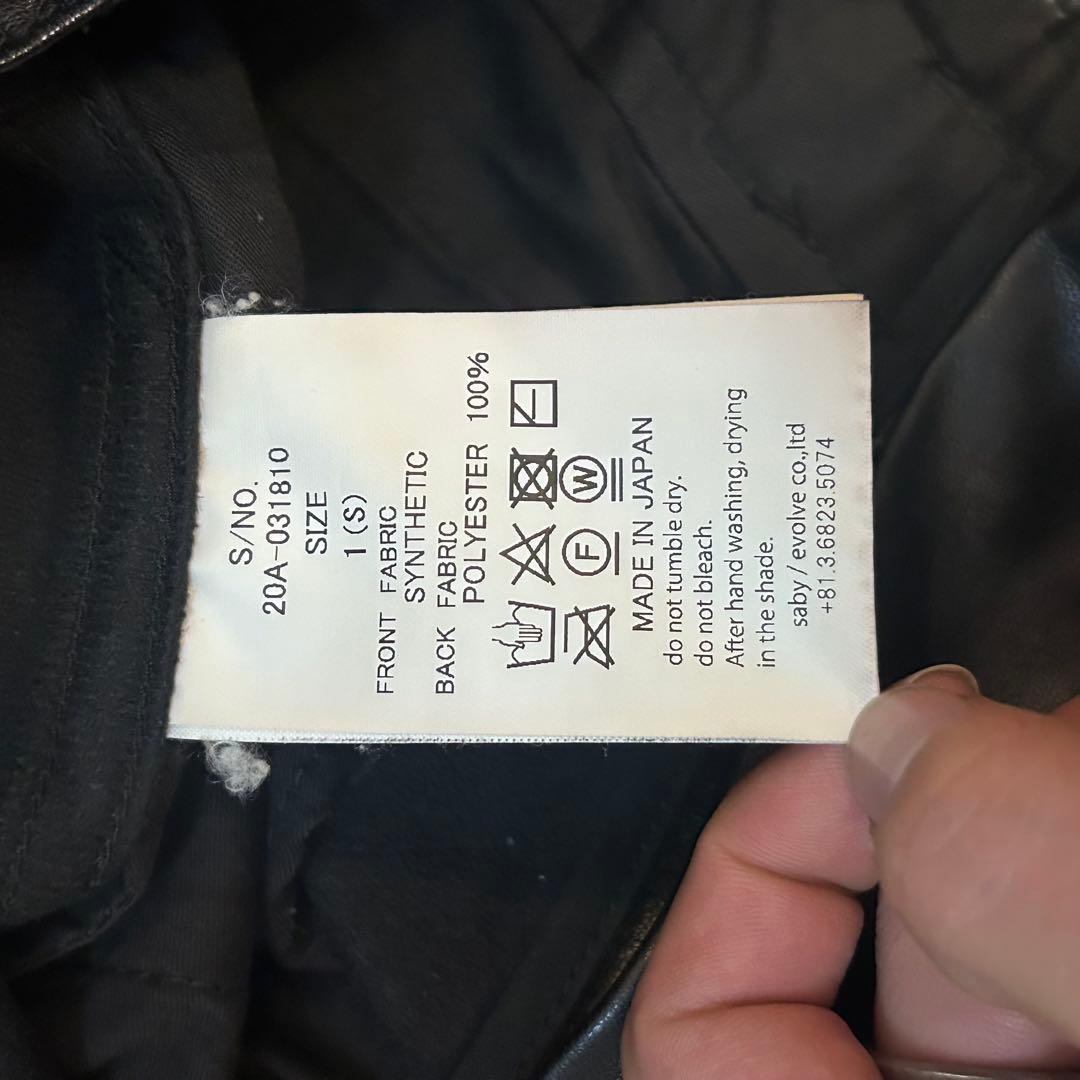 S/NO.
20A-031810
SIZE
1 (S)
FRONT FABRIC
SYNTHETIC
BACK FABRIC
POLYESTER 100%
F W
MADE IN JAPAN
do not tumble dry.
do not bleach.
After hand washing, drying
in the shade.
saby / evolve co.,ltd
+81.3.6823.5074